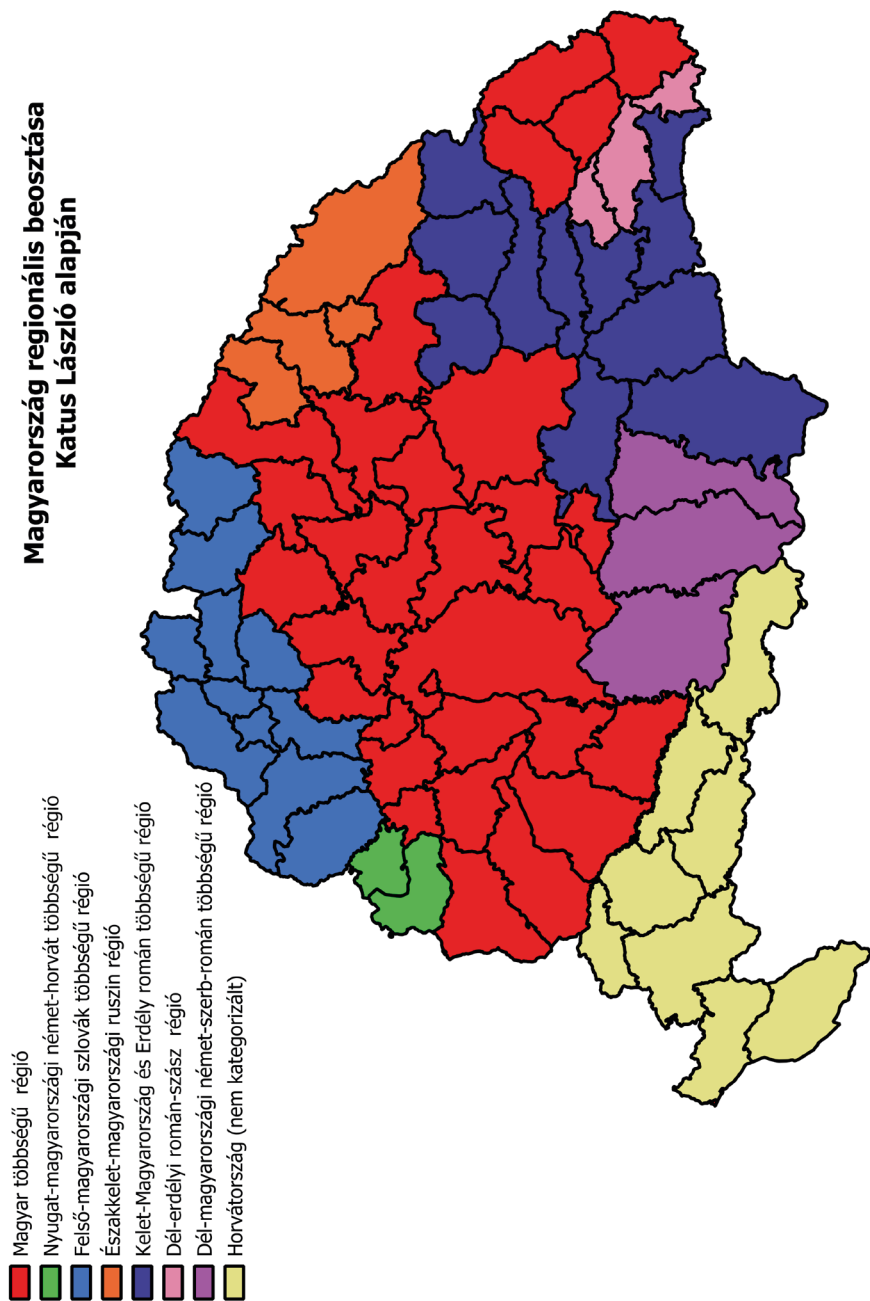 Magyarország regionális beosztása
Katus László alapján
Magyar többségű régió
Nyugat-magyarországi német-horvát többségű régió
Felső-magyarországi szlovák többségű régió
Északkelet-magyarországi ruszin régió
Kelet-Magyarország és Erdély román többségű régió
Dél-erdélyi román-szász régió
Dél-magyarországi német-szerb-román többségű régió
Horvátország (nem kategorizált)